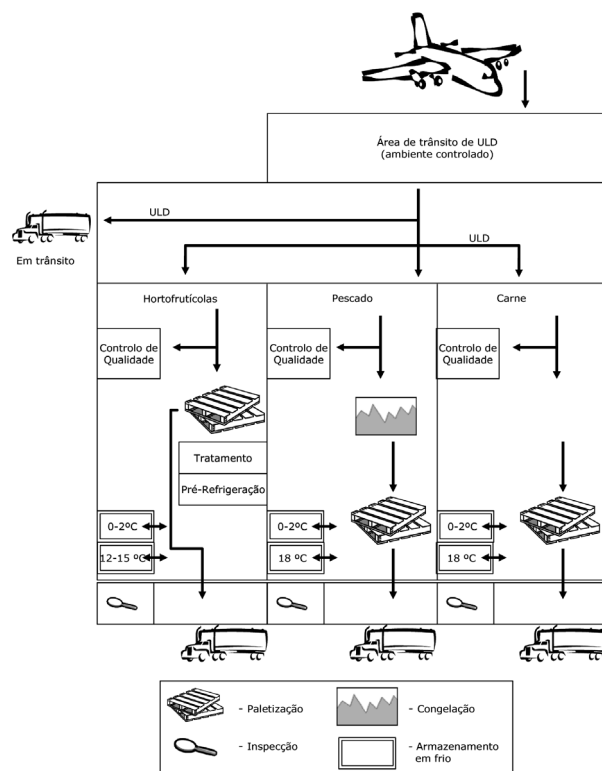 Área de trânsito de ULD
(ambiente controlado)
ULD
ULD
Em trânsito
Hortofrutícolas
Pescado
Carne
Controlo de
Qualidade
Controlo de
Qualidade
Controlo de
Qualidade
Tratamento
Pré-Refrigeração
0-2ºC
0-2ºC
0-2ºC
12-15 ºC
18 ºC
18 ºC
- Paletização
- Congelação
- Inspecção
- Armazenamento
em frio